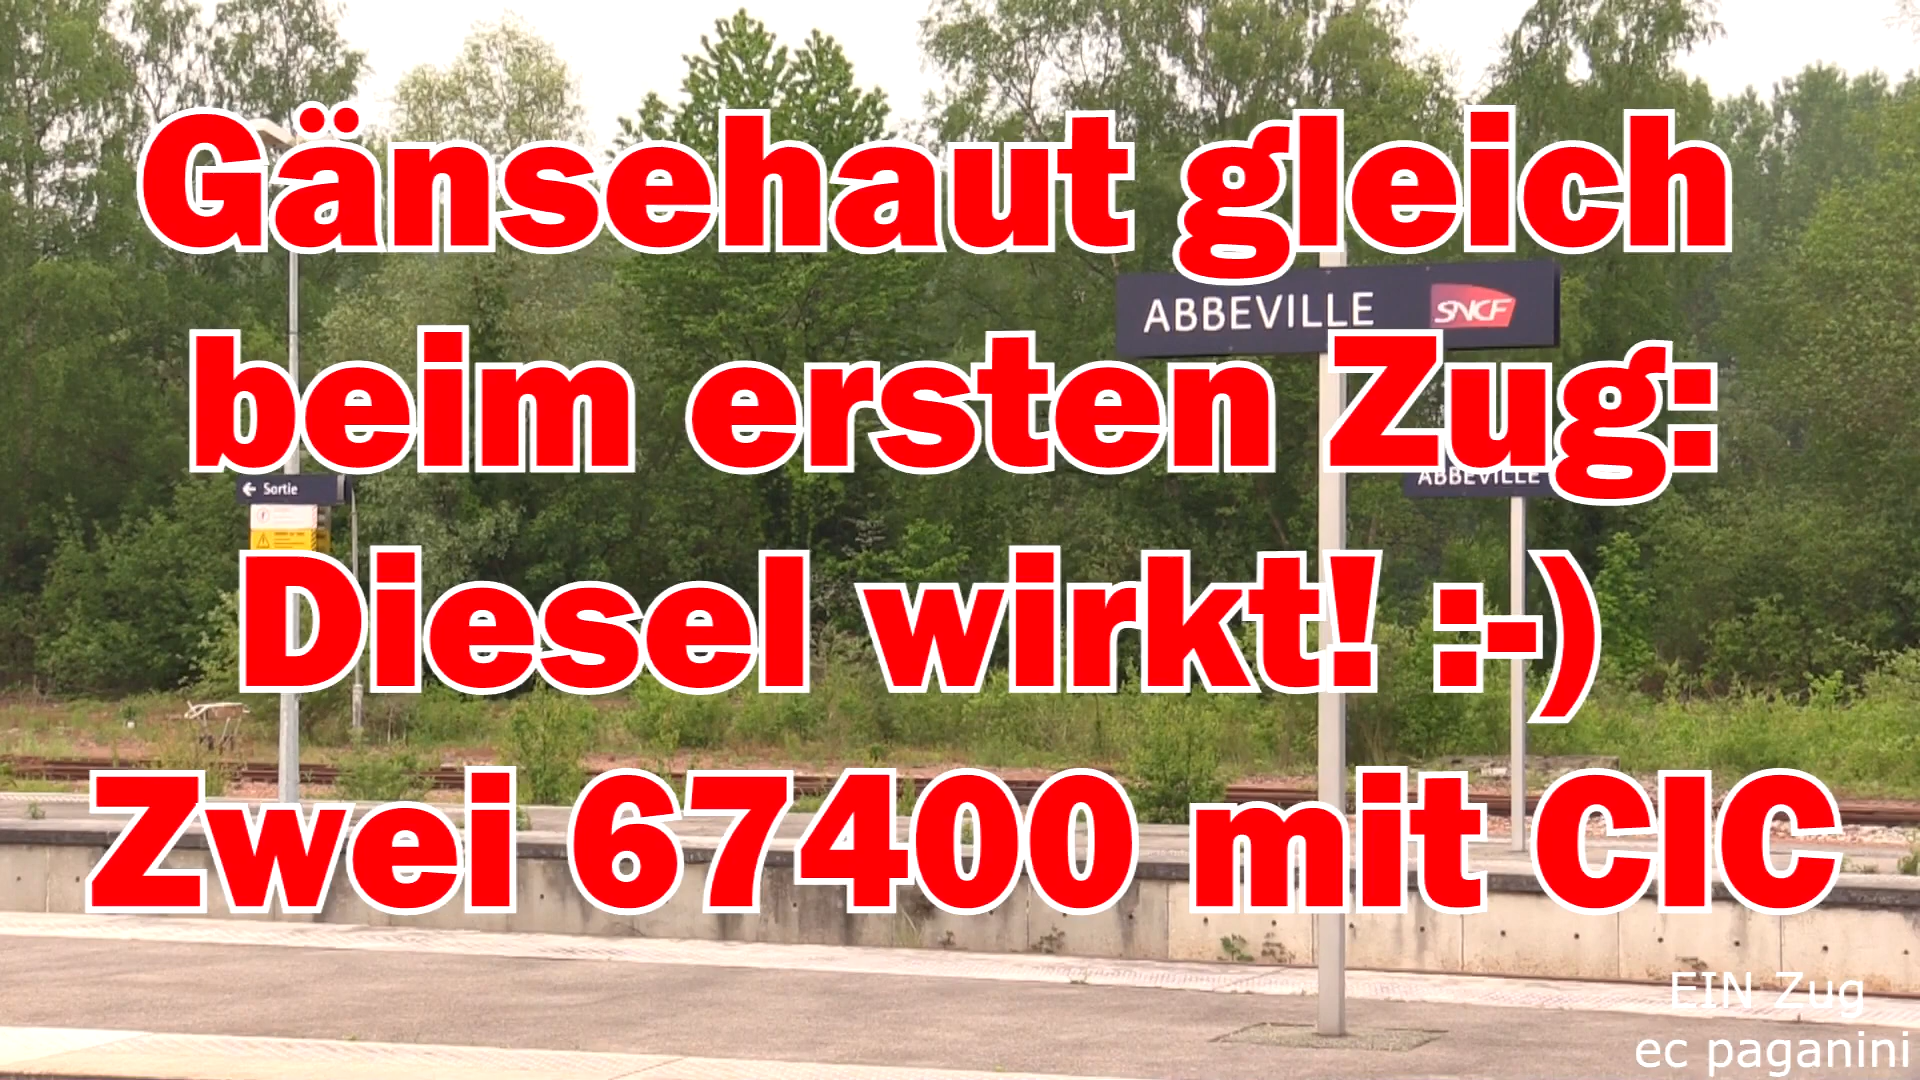 Gänsehaut gleich
ABBEVILLE SNCF
beim ersten Zug:
ABBEVILLE
← Sortie
Diesel wirkt! :-)
Zwei 67400 mit CIC
EIN Zug
ec paganini